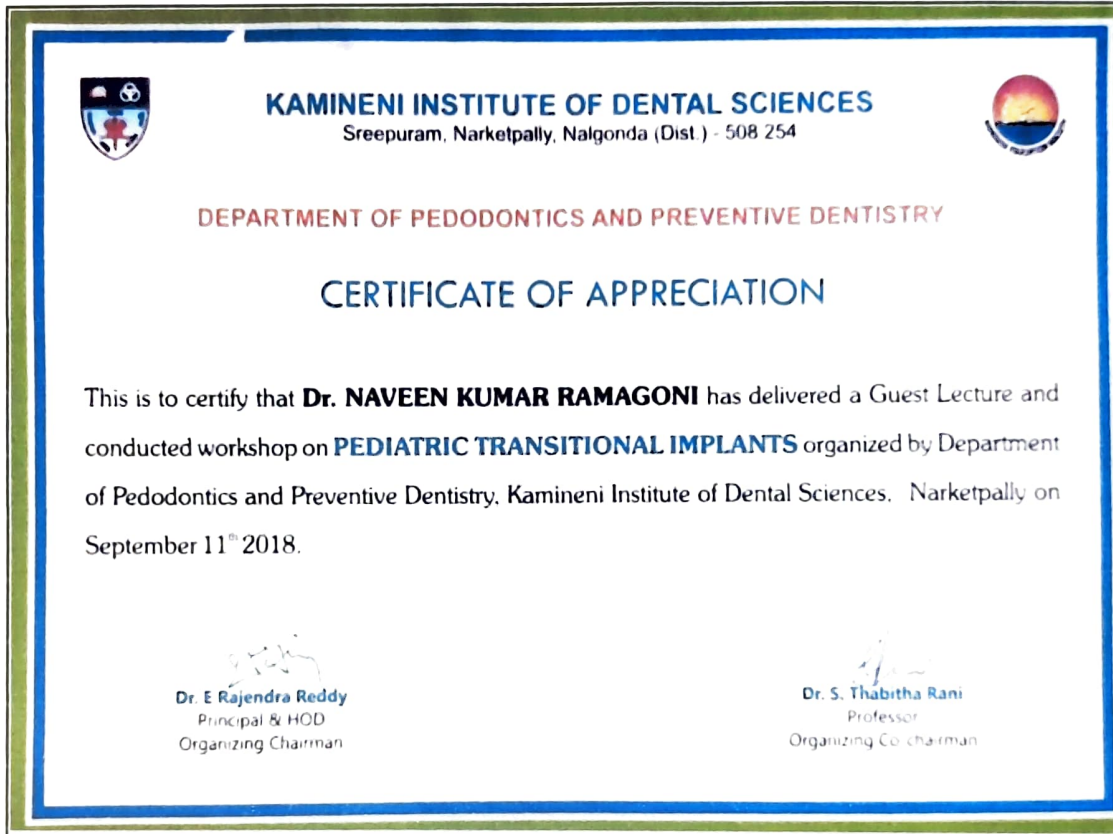 KAMINENI INSTITUTE OF DENTAL SCIENCES
Sreepuram, Narketpally, Nalgonda (Dist.) - 508 254
DEPARTMENT OF PEDODONTICS AND PREVENTIVE DENTISTRY
CERTIFICATE OF APPRECIATION
This is to certify that Dr. NAVEEN KUMAR RAMAGONI has delivered a Guest Lecture and
conducted workshop on PEDIATRIC TRANSITIONAL IMPLANTS organized by Department
of Pedodontics and Preventive Dentistry, Kamineni Institute of Dental Sciences, Narketpally on
September 11th 2018.
Dr. E Rajendra Reddy
Principal & HOD
Organizing Chairman
Dr. S. Thabitha Rani
Professor
Organizing Co-chairman